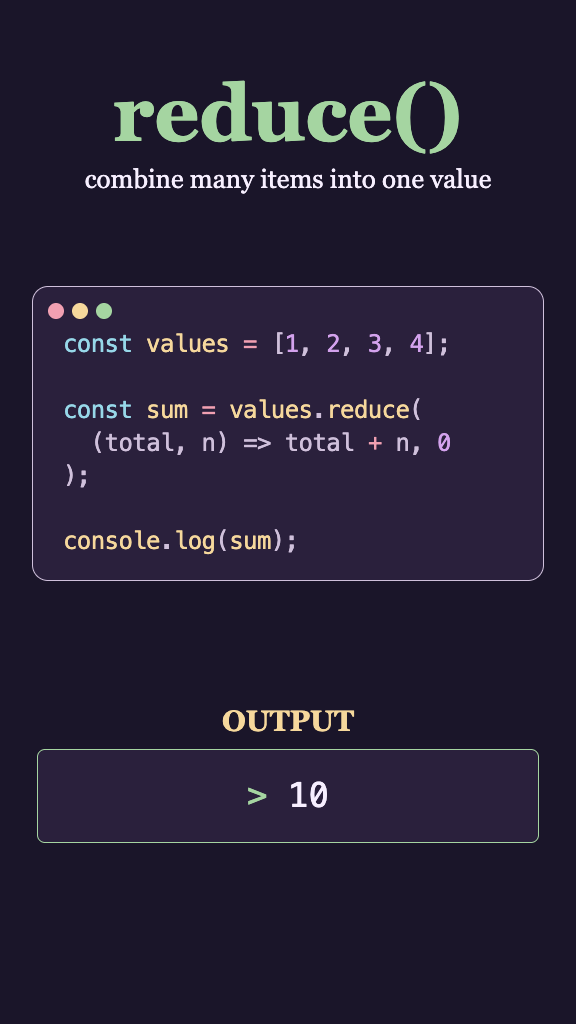 reduce()
combine many items into one value
const values = [1, 2, 3, 4];
const sum = values.reduce(
  (total, n) => total + n, 0
);
console.log(sum);
OUTPUT
> 10